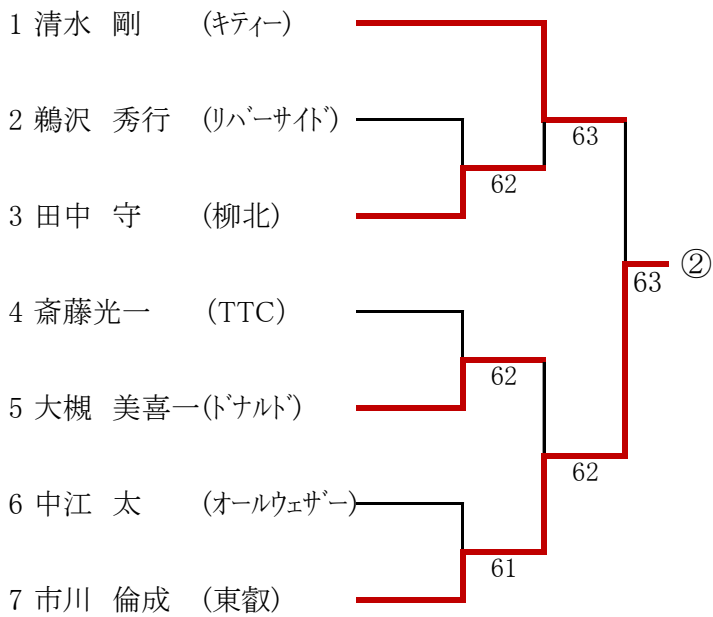 1 清水 剛 (キティー)
63
2 鵜沢 秀行 (リバーサイド)
62
3 田中 守 (柳北)
②
63
4 斎藤光一 (TTC)
62
5 大槻 美喜一(ドナルド)
62
6 中江 太 (オールウェザー)
61
7 市川 倫成 (東叡)